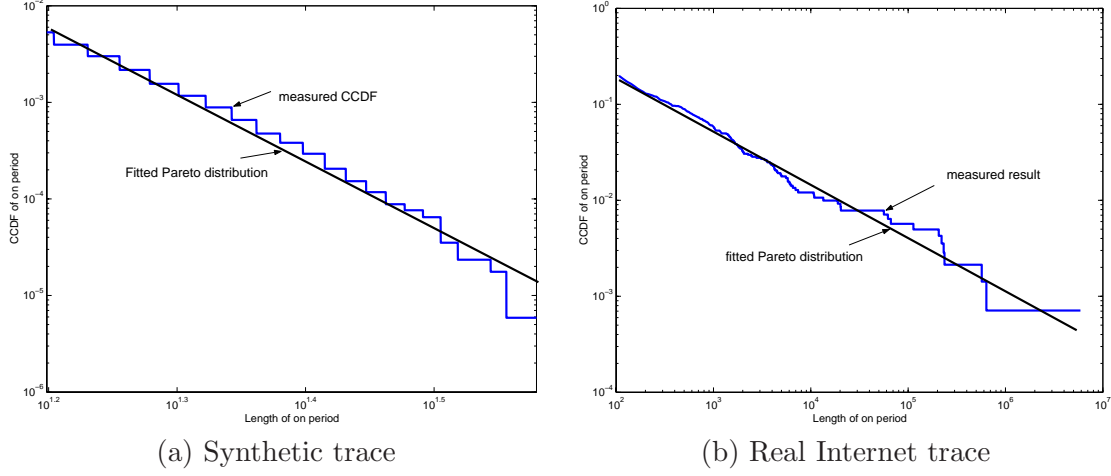 10^-2
10^-3
10^-4
10^-5
10^-6
CCDF of on period
measured CCDF
Fitted Pareto distribution
10^1.2
10^1.3
10^1.4
10^1.5
Length of on period
(a) Synthetic trace
10^0
10^-1
10^-2
10^-3
10^-4
CCDF of on period
measured result
fitted Pareto distribution
10^2
10^3
10^4
10^5
10^6
10^7
Length of on period
(b) Real Internet trace